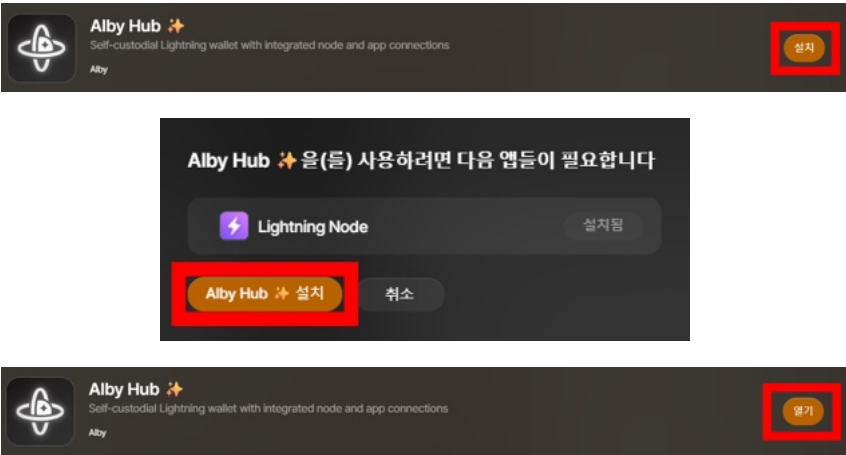 Alby Hub ✨
Self-custodial Lightning wallet with integrated node and app connections
설치
Alby
Alby Hub ✨ 을(를) 사용하려면 다음 앱들이 필요합니다
Lightning Node
설치됨
Alby Hub ✨ 설치
취소
Alby Hub ✨
Self-custodial Lightning wallet with integrated node and app connections
열기
Alby